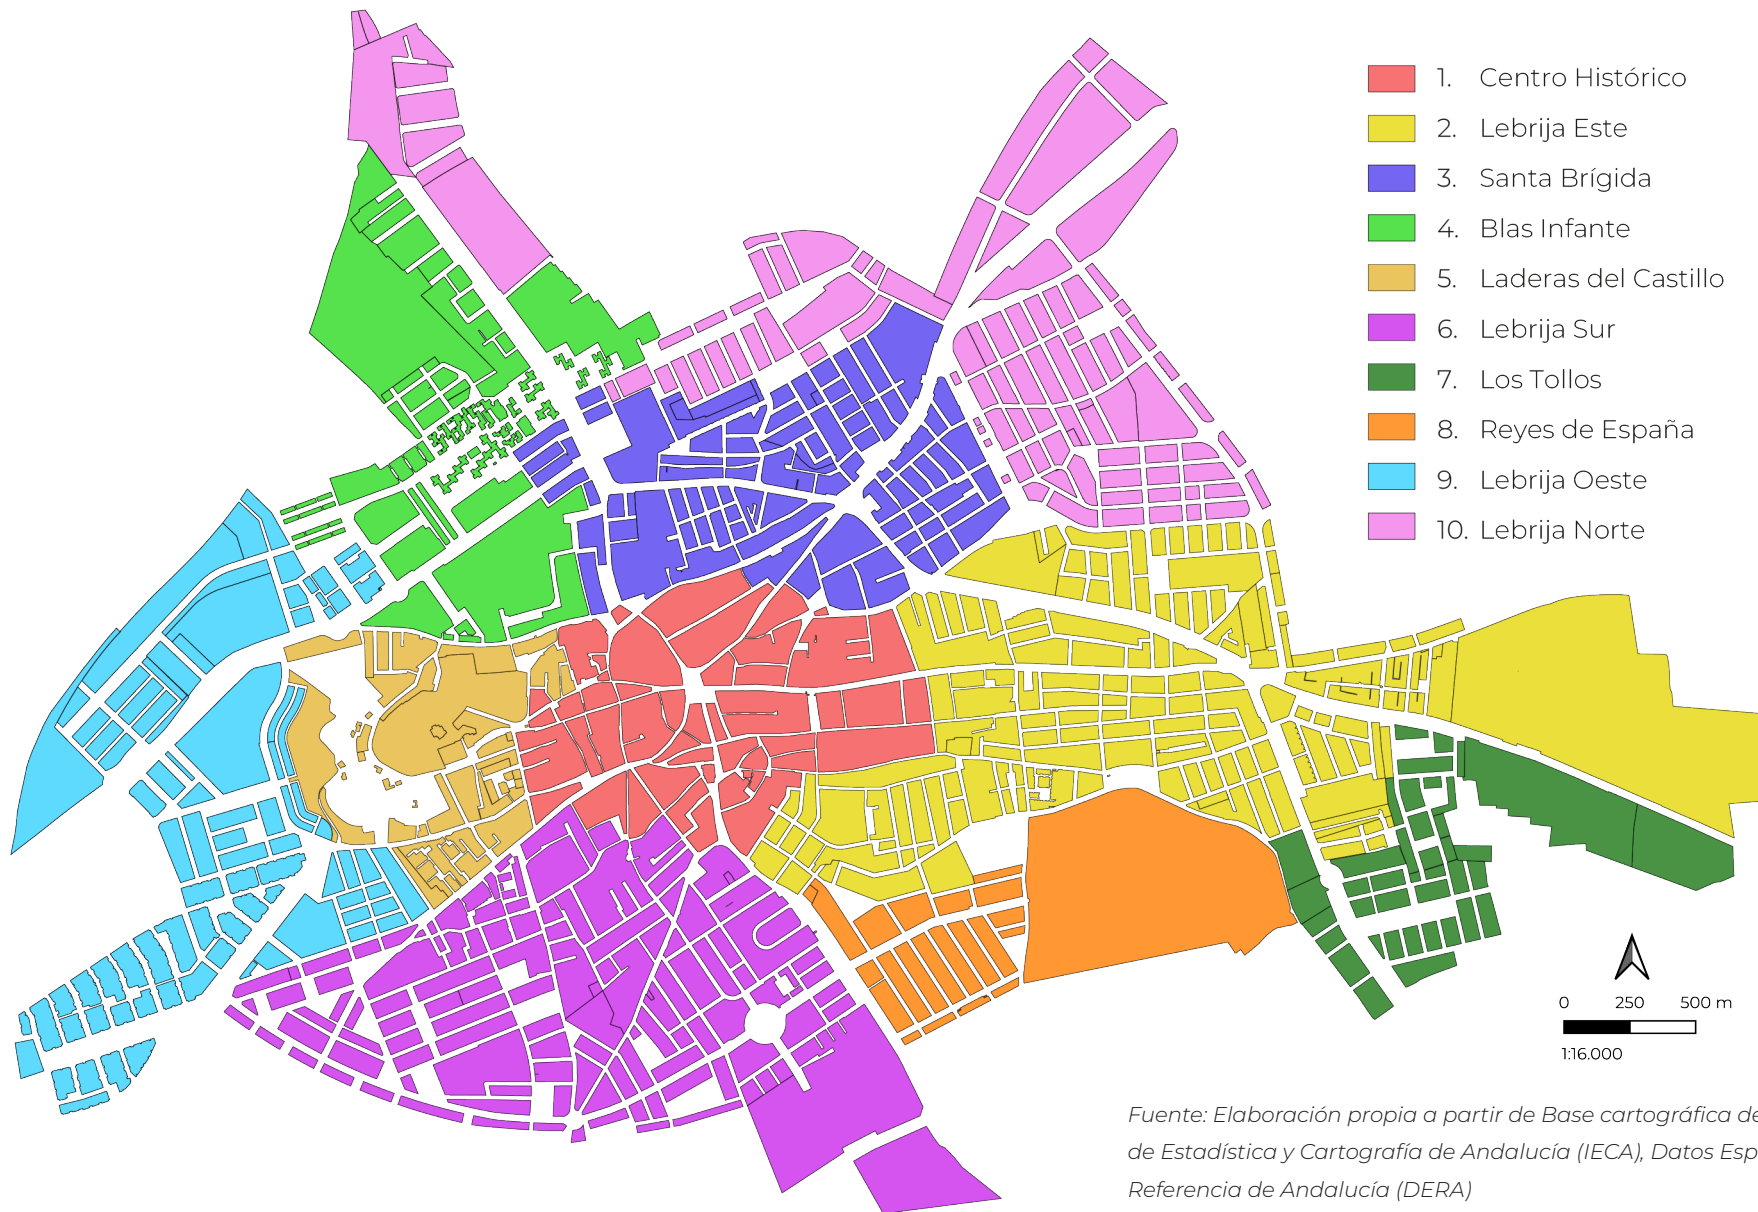 1. Centro Histórico
2. Lebrija Este
3. Santa Brígida
4. Blas Infante
5. Laderas del Castillo
6. Lebrija Sur
7. Los Tollos
8. Reyes de España
9. Lebrija Oeste
10. Lebrija Norte
0 250 500 m
1:16.000
Fuente: Elaboración propia a partir de Base cartográfica de
de Estadística y Cartografía de Andalucía (IECA), Datos Esp
Referencia de Andalucía (DERA)